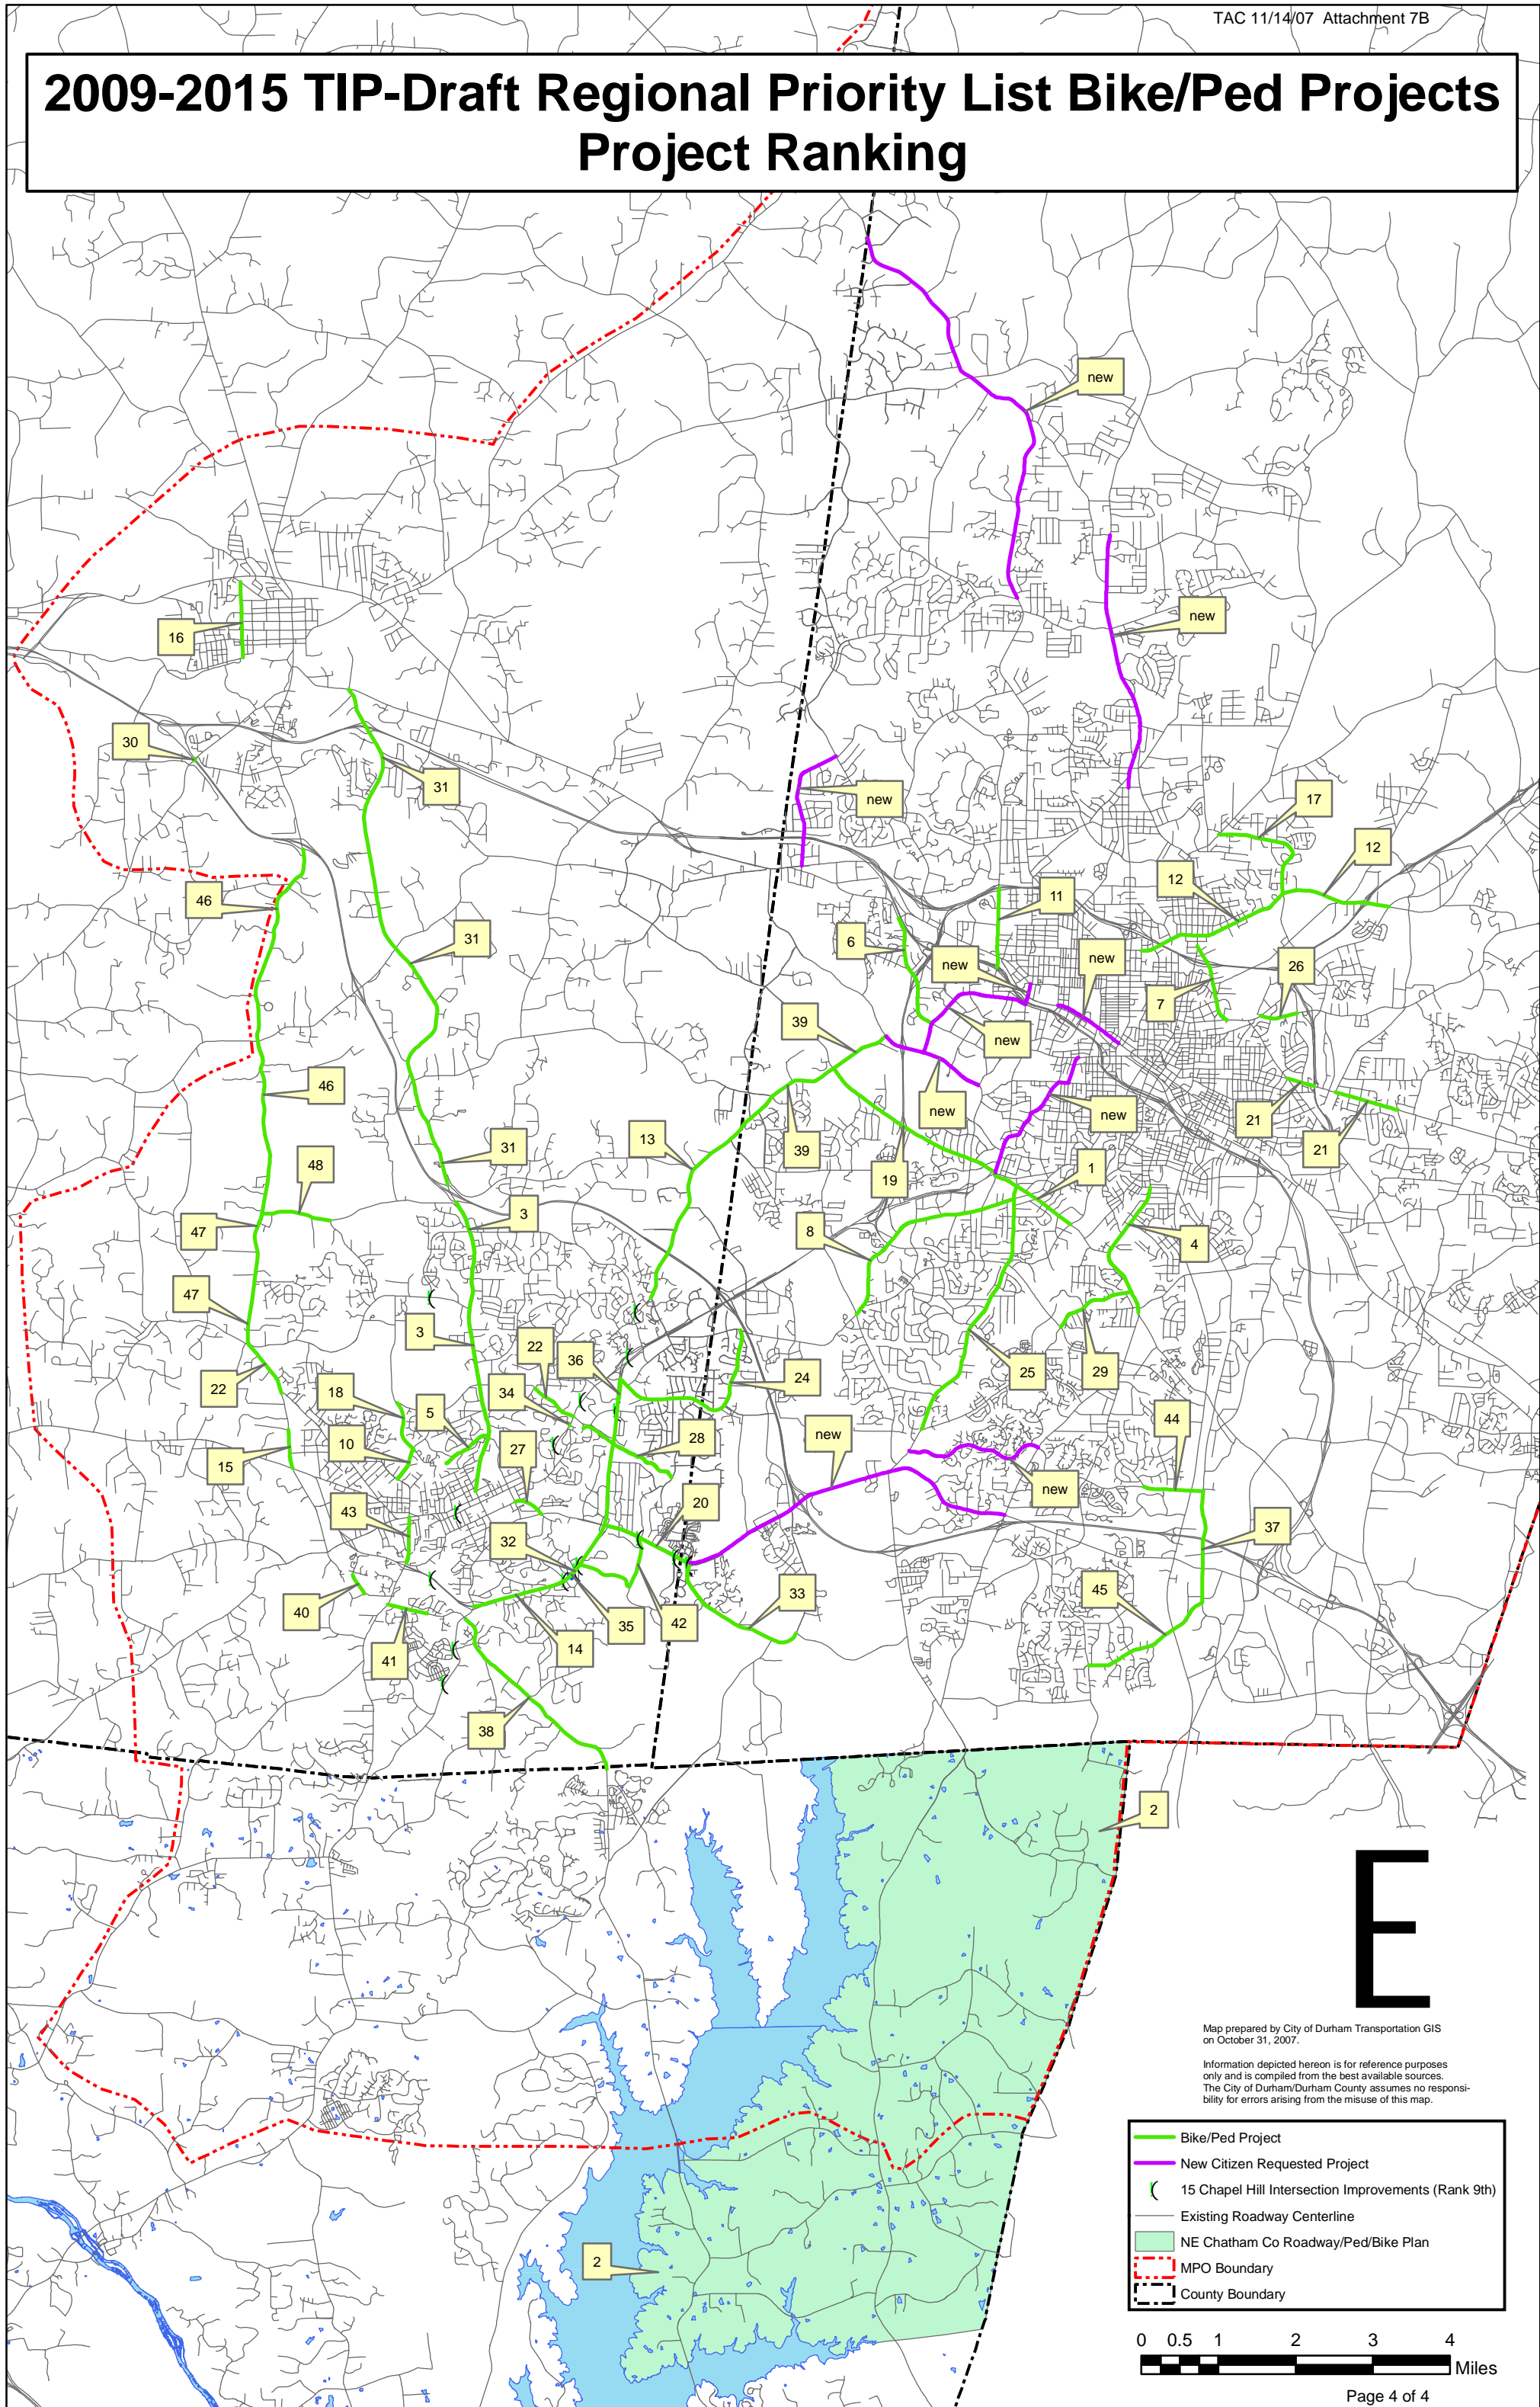 TAC 11/14/07 Attachment 7B
2009-2015 TIP-Draft Regional Priority List Bike/Ped Projects
Project Ranking
new
new
16
30
31
new
17
12
12
46
11
31
6
new
new
26
7
39
new
46
new
new
13
31
39
21
21
48
1
19
3
47
8
4
47
3
22
36
22
24
25
29
18
34
5
44
new
10
28
27
15
new
20
43
37
32
33
45
40
35
42
14
41
38
2
E
Map prepared by City of Durham Transportation GIS
on October 31, 2007.
Information depicted hereon is for reference purposes
only and is compiled from the best available sources.
The City of Durham/Durham County assumes no responsi-
bility for errors arising from the misuse of this map.
Bike/Ped Project
New Citizen Requested Project
15 Chapel Hill Intersection Improvements (Rank 9th)
Existing Roadway Centerline
NE Chatham Co Roadway/Ped/Bike Plan
MPO Boundary
County Boundary
2
0 0.5 1 2 3 4
Miles
Page 4 of 4